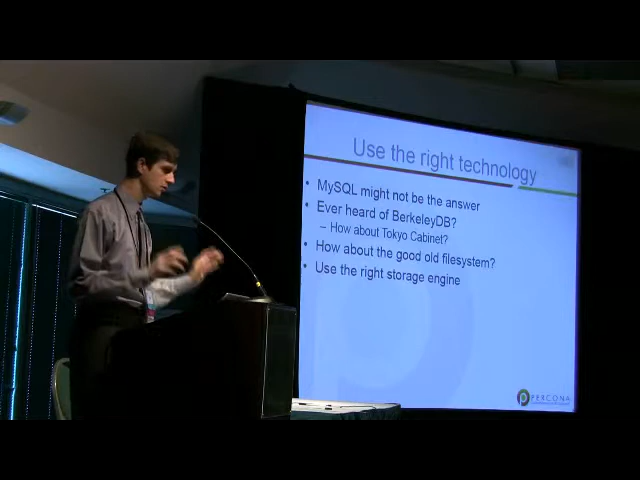 Use the right technology
• MySQL might not be the answer
• Ever heard of BerkeleyDB?
– How about Tokyo Cabinet?
• How about the good old filesystem?
• Use the right storage engine
PERCONA